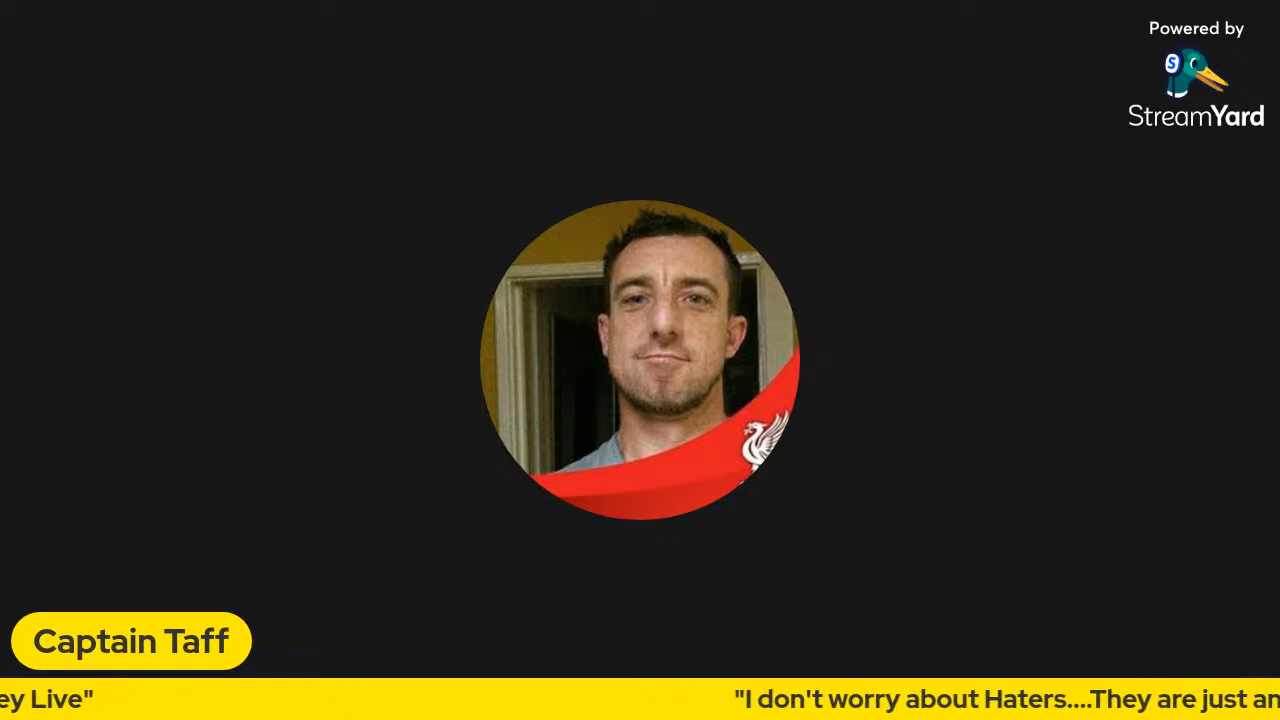 Powered by
S
StreamYard
Captain Taff
ey Live"
"I don't worry about Haters....They are just an